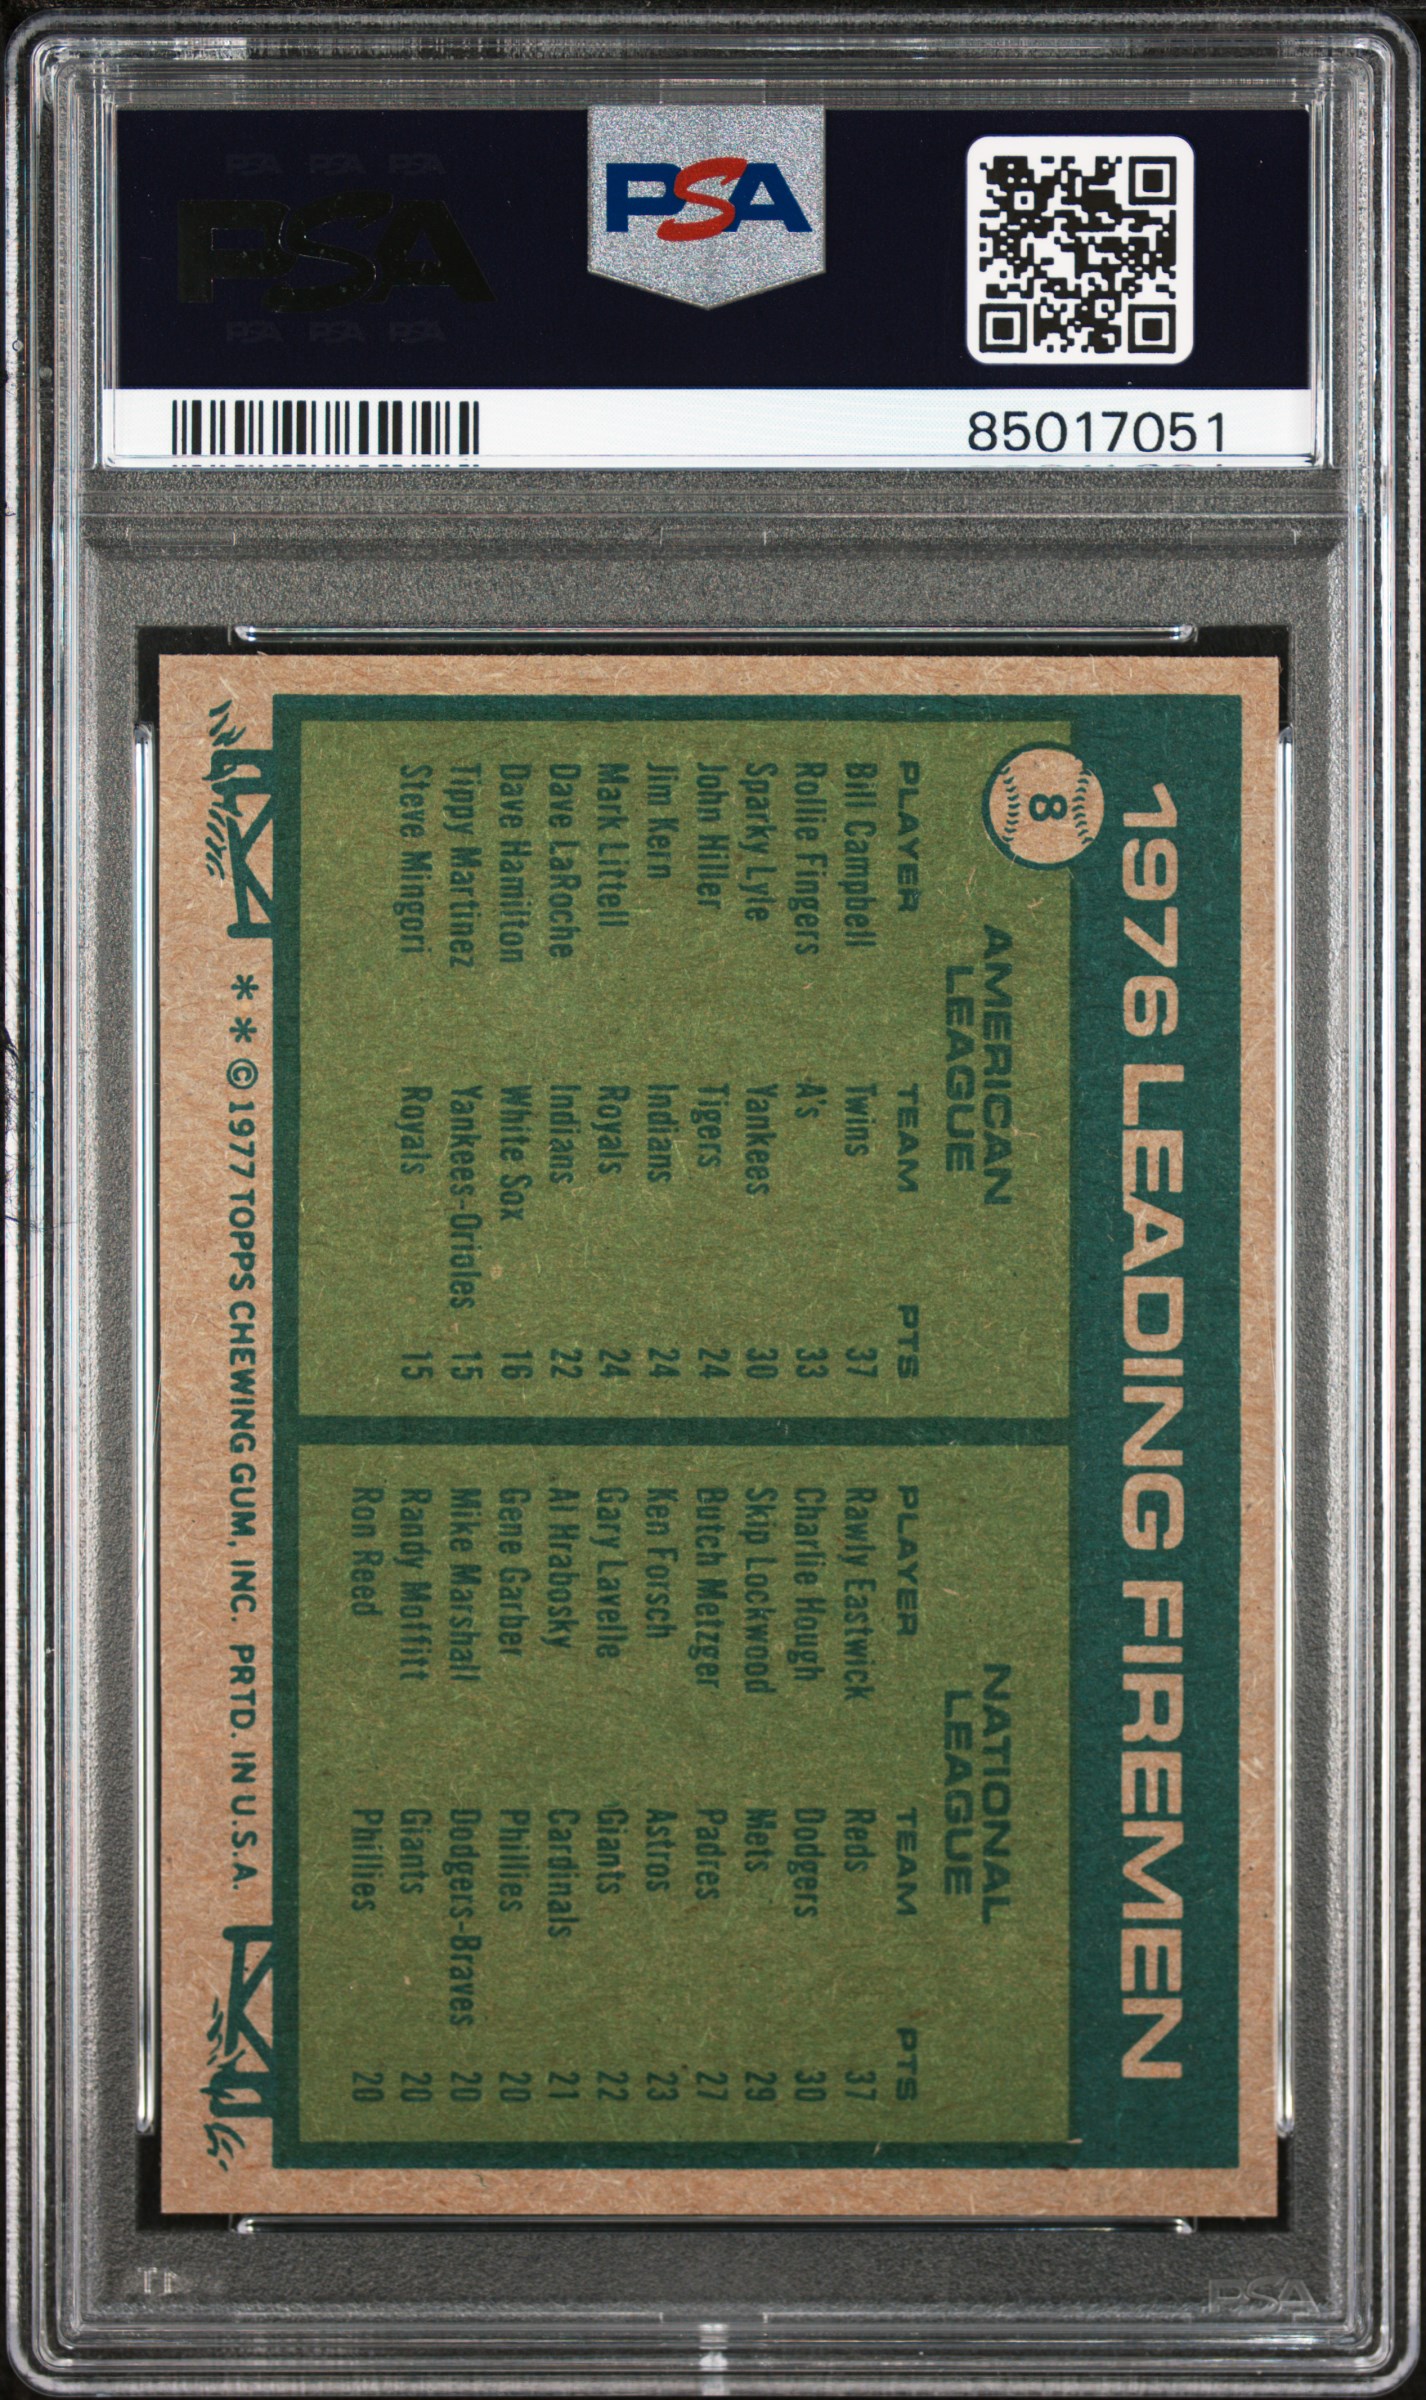 PSA PSA PSA
PSA
PSA PSA PSA
PSA
85017051
1976 LEADING FIREMEN
8
AMERICAN
LEAGUE
PLAYER TEAM PTS
Bill Campbell Twins 37
Rollie Fingers A's 33
Sparky Lyle Yankees 30
John Hiller Tigers 24
Jim Kern Indians 24
Mark Littell Royals 24
Dave LaRoche Indians 22
Dave Hamilton White Sox 16
Tippy Martinez Yankees-Orioles 15
Steve Mingori Royals 15
NATIONAL
LEAGUE
PLAYER TEAM PTS
Rawly Eastwick Reds 37
Charlie Hough Dodgers 30
Skip Lockwood Mets 29
Butch Metzger Padres 27
Ken Forsch Astros 23
Gary Lavelle Giants 22
Al Hrabosky Cardinals 21
Gene Garber Phillies 20
Mike Marshall Dodgers-Braves 20
Randy Moffitt Giants 20
Ron Reed Phillies 20
* * © 1977 TOPPS CHEWING GUM, INC. PRTD. IN U.S.A.
PSA